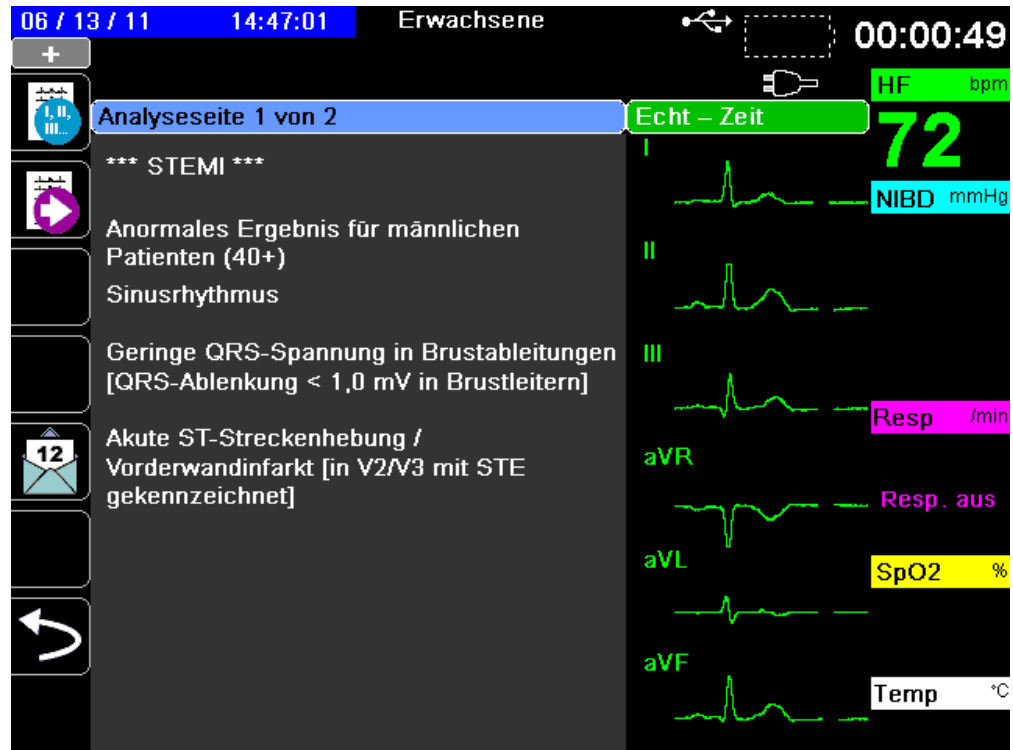 06 / 13 / 11 14:47:01 Erwachsene
00:00:49
+
HF bpm
I, II, III...
Analyseseite 1 von 2
Echt – Zeit
72
*** STEMI ***
I
NIBD mmHg
Anormales Ergebnis für männlichen
Patienten (40+)
II
Sinusrhythmus
Geringe QRS-Spannung in Brustableitungen
III
[QRS-Ablenkung < 1,0 mV in Brustleitern]
Resp /min
12
Akute ST-Streckenhebung /
Vorderwandinfarkt [in V2/V3 mit STE
gekennzeichnet]
aVR
Resp. aus
aVL
SpO2 %
aVF
Temp °C